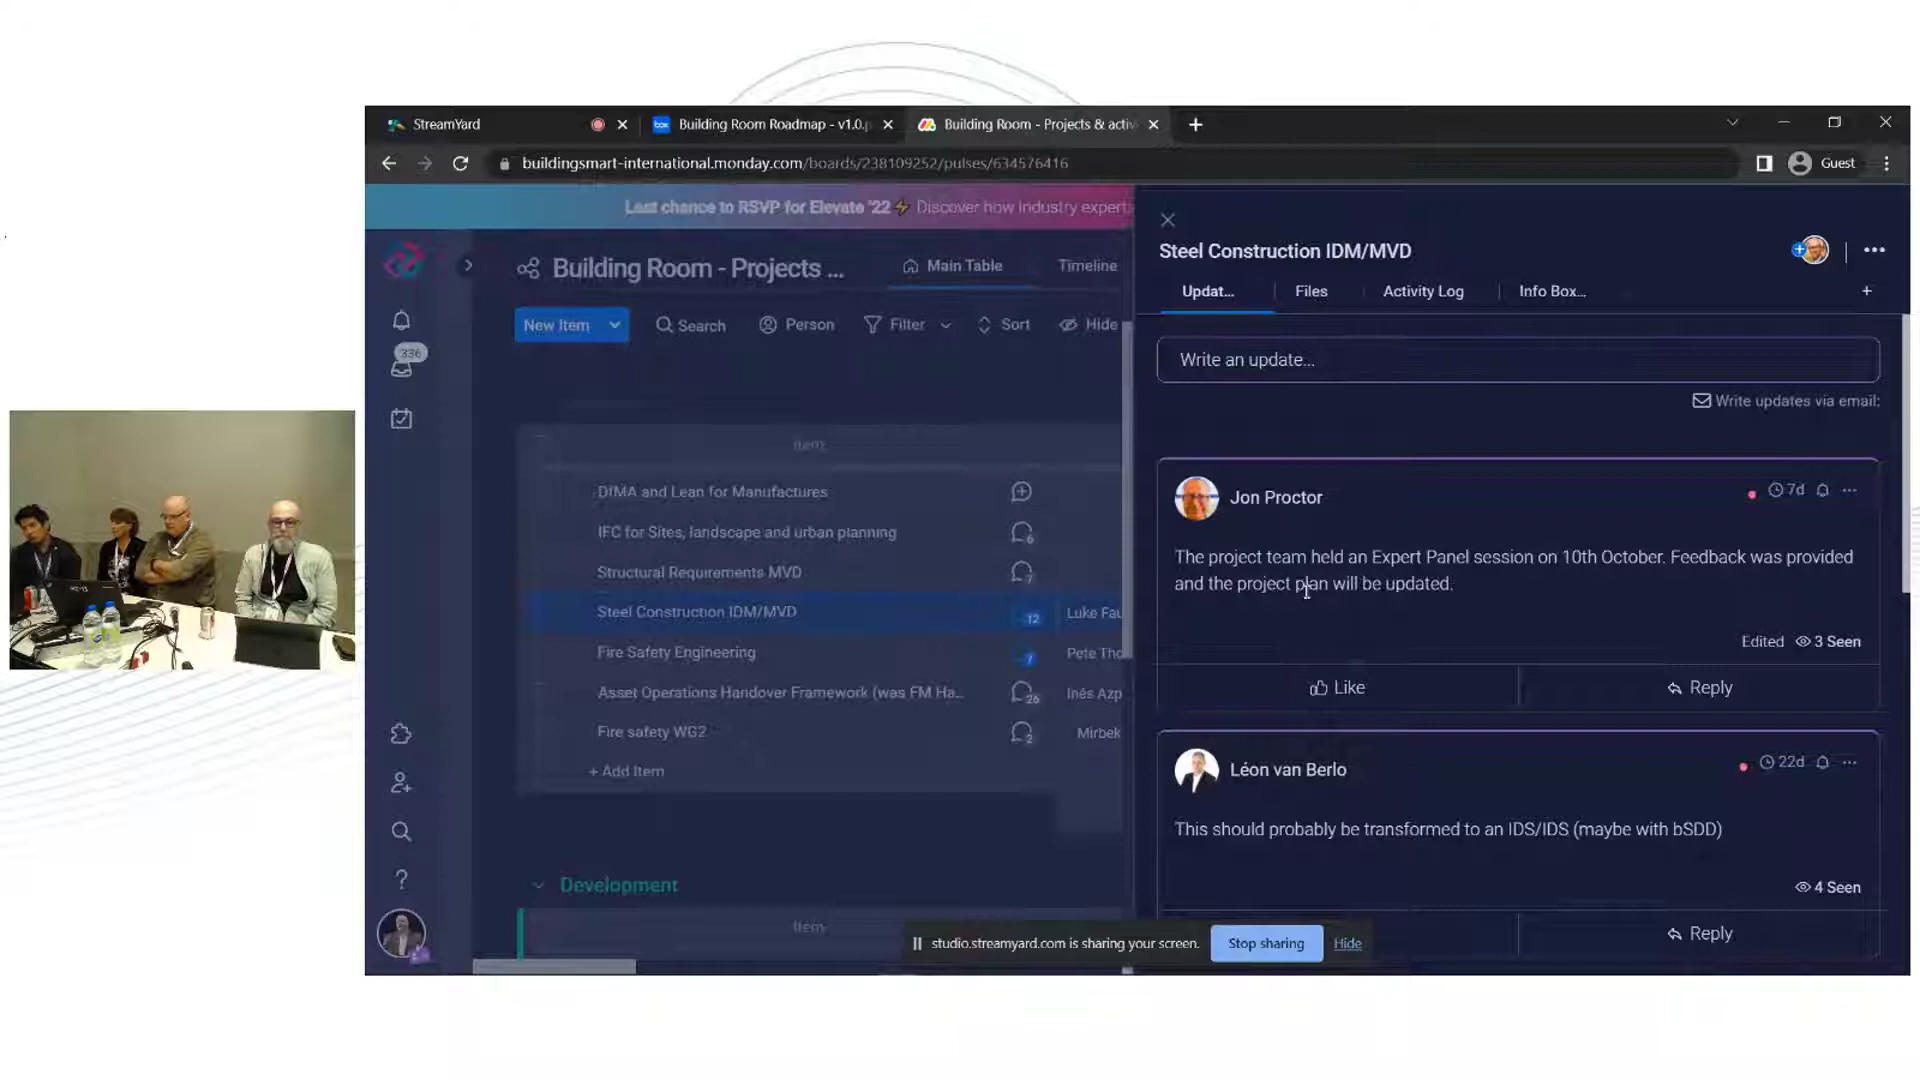 StreamYard
Building Room Roadmap - v1.0.p
Building Room - Projects & activ
buildingsmart-international.monday.com/boards/238109252/pulses/634576416
Guest
Last chance to RSVP for Elevate '22 ⚡ Discover how industry expert
Building Room - Projects ...
Main Table
Timeline
New Item
Search
Person
Filter
Sort
Hide
336
Item
DfMA and Lean for Manufactures
IFC for Sites, landscape and urban planning
6
Structural Requirements MVD
7
Steel Construction IDM/MVD
12
Luke Fau
Fire Safety Engineering
7
Pete Tho
Asset Operations Handover Framework (was FM Ha...
26
Inés Azp
Fire safety WG2
2
Mirbek
+ Add Item
Development
Item
Steel Construction IDM/MVD
Updat...
Files
Activity Log
Info Box...
Write an update...
Write updates via email:
Jon Proctor
7d
The project team held an Expert Panel session on 10th October. Feedback was provided
and the project plan will be updated.
Edited
3 Seen
Like
Reply
Léon van Berlo
22d
This should probably be transformed to an IDS/IDS (maybe with bSDD)
4 Seen
Reply
studio.streamyard.com is sharing your screen.
Stop sharing
Hide